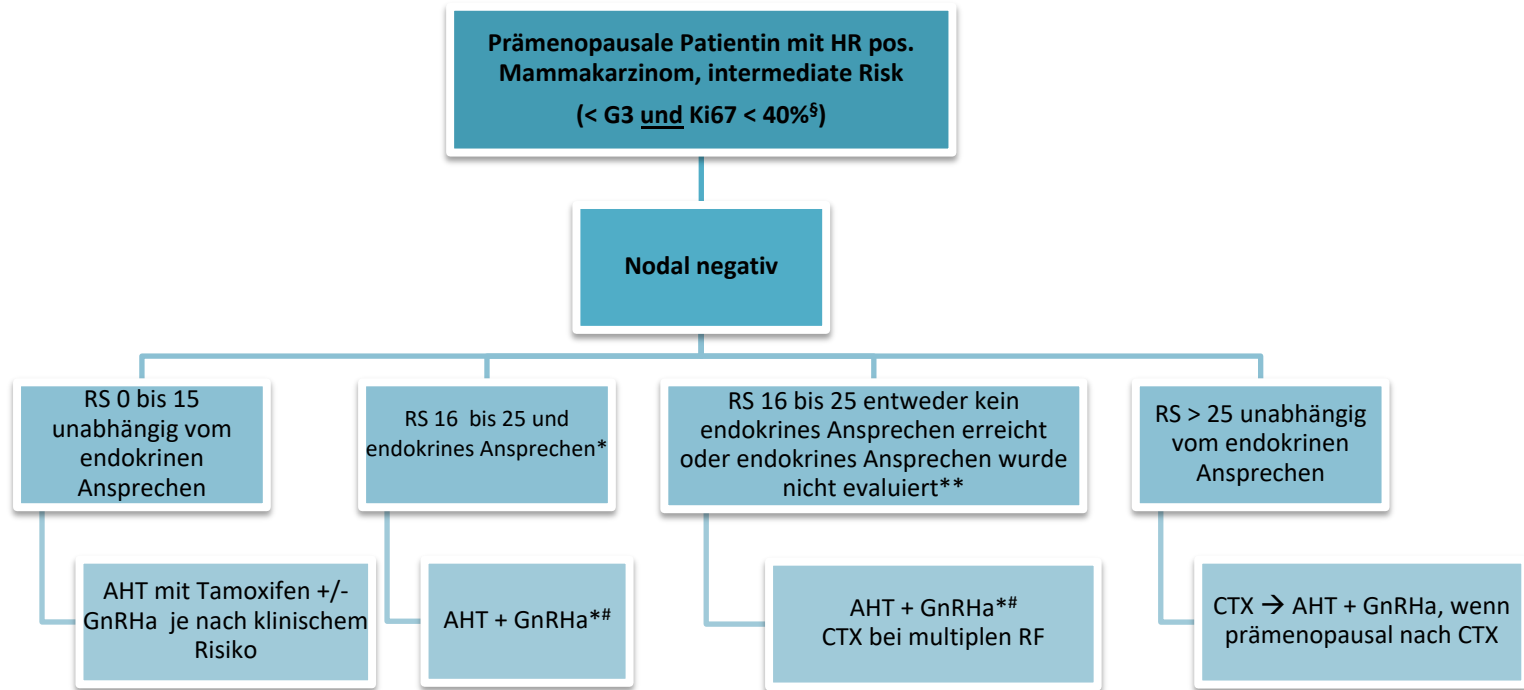 Prämenopausale Patientin mit HR pos.
Mammakarzinom, intermediate Risk
(< G3 und Ki67 < 40%§)
Nodal negativ
RS 0 bis 15
unabhängig vom
endokrinen
Ansprechen
RS 16 bis 25 und
endokrines Ansprechen*
RS 16 bis 25 entweder kein
endokrines Ansprechen erreicht
oder endokrines Ansprechen wurde
nicht evaluiert**
RS > 25 unabhängig
vom endokrinen
Ansprechen
AHT mit Tamoxifen +/-
GnRHa je nach klinischem
Risiko
AHT + GnRHa*#
AHT + GnRHa*#
CTX bei multiplen RF
CTX → AHT + GnRHa, wenn
prämenopausal nach CTX